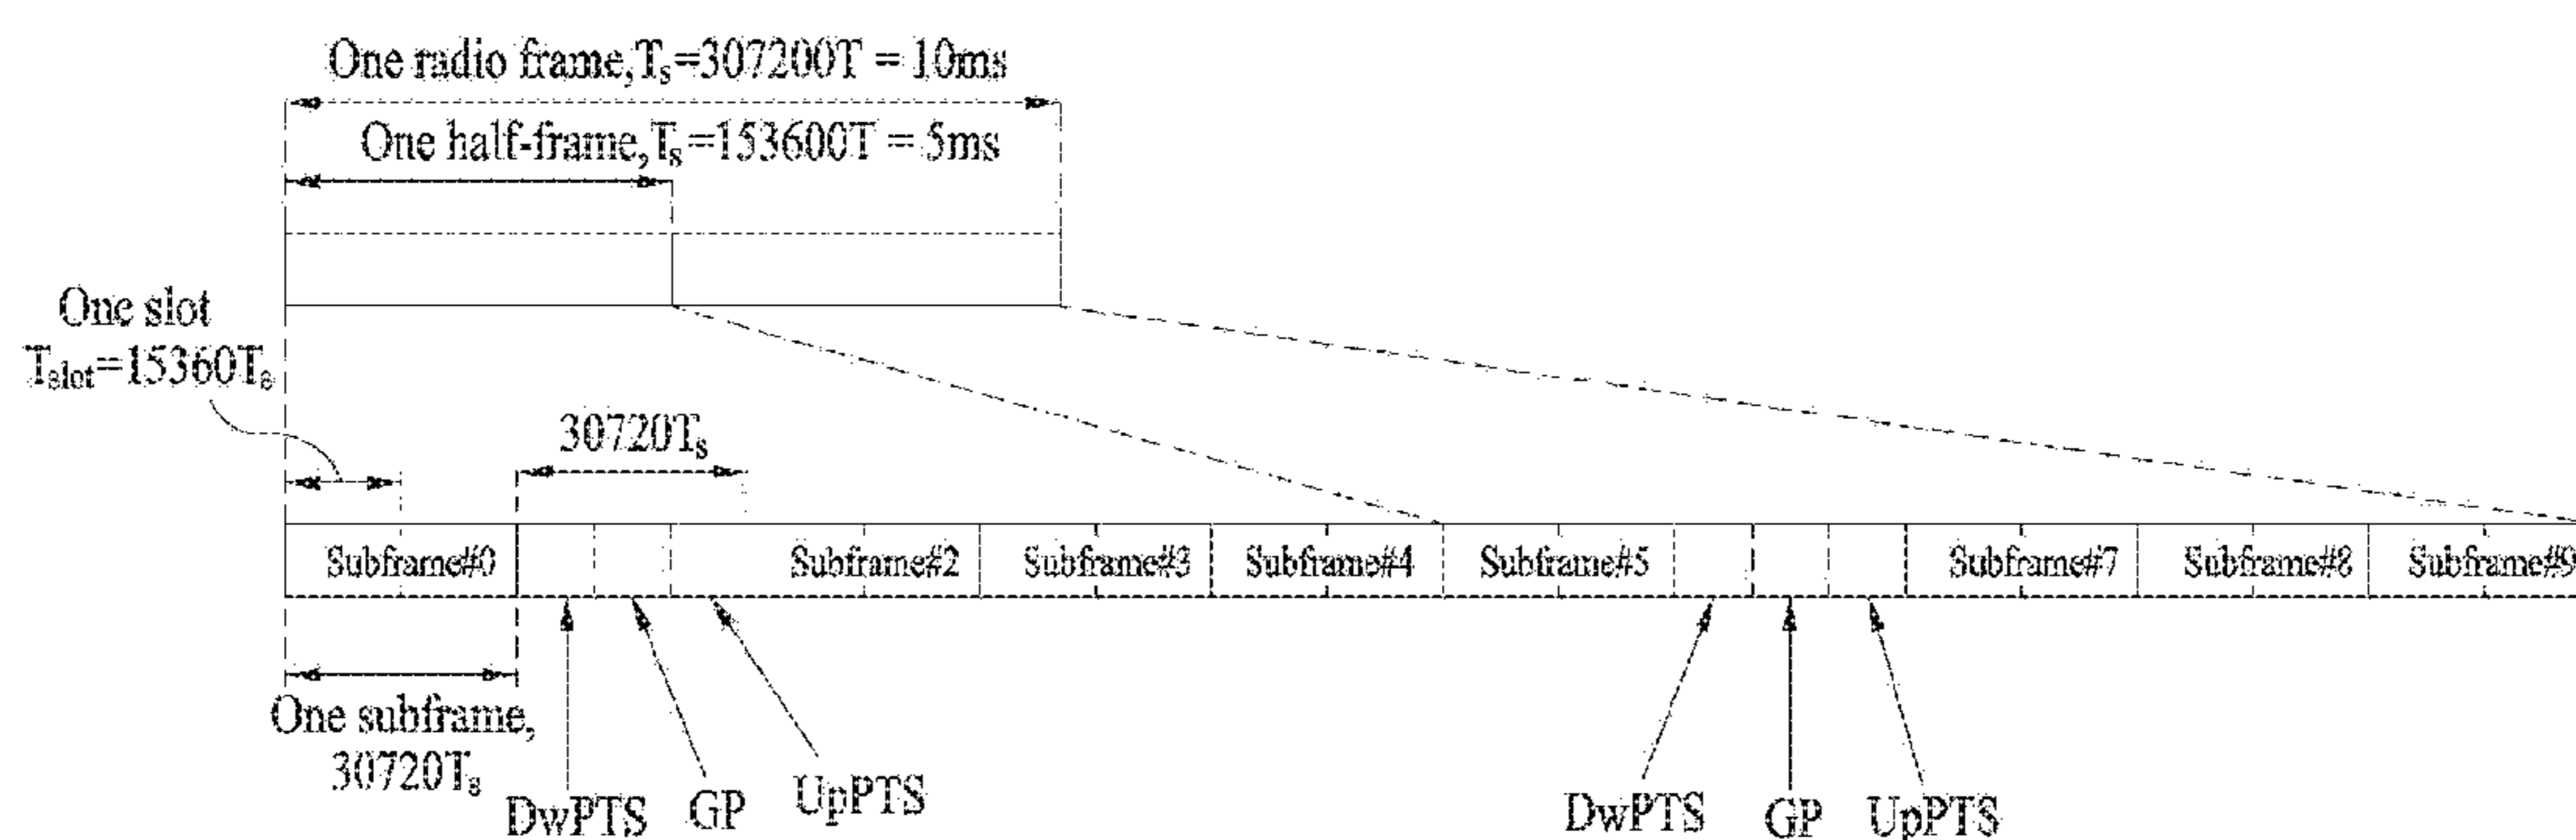 One radio frame,Tₛ=307200T = 10ms
One half-frame,Tₛ=153600T = 5ms
One slot
Tₛₗₒₜ=15360Tₛ
30720Tₛ
Subframe#0 Subframe#2 Subframe#3 Subframe#4 Subframe#5 Subframe#7 Subframe#8 Subframe#9
One subframe,
30720Tₛ
DwPTS GP UpPTS DwPTS GP UpPTS